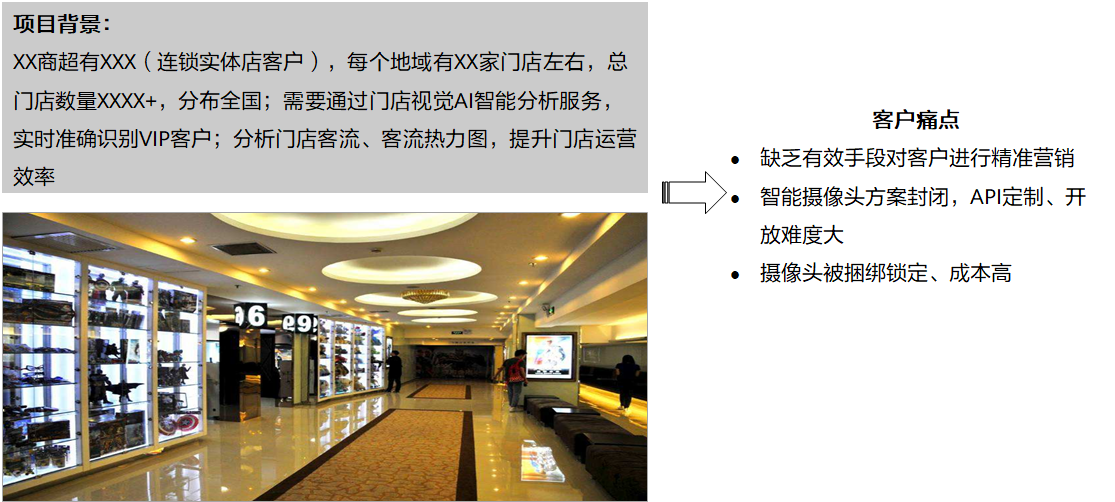 项目背景：
XX商超有XXX（连锁实体店客户），每个地域有XX家门店左右，总
门店数量XXXX+，分布全国；需要通过门店视觉AI智能分析服务，
实时准确识别VIP客户；分析门店客流、客流热力图，提升门店运营
效率
客户痛点
● 缺乏有效手段对客户进行精准营销
● 智能摄像头方案封闭，API定制、开
放难度大
● 摄像头被捆绑锁定、成本高